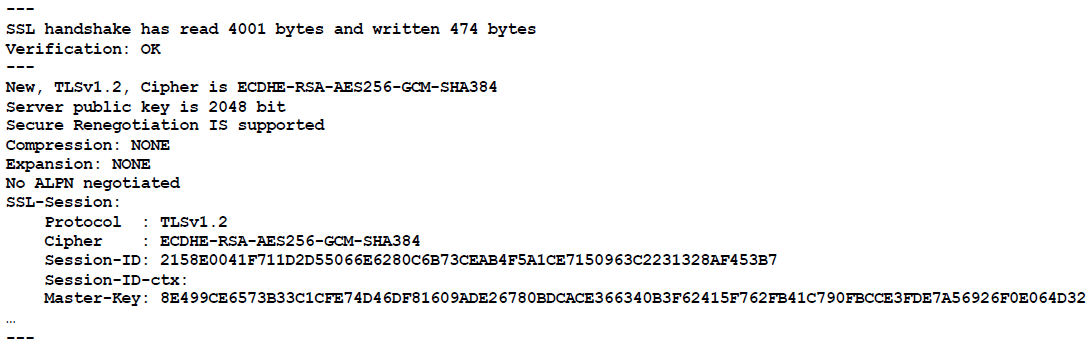 ---
SSL handshake has read 4001 bytes and written 474 bytes
Verification: OK
---
New, TLSv1.2, Cipher is ECDHE-RSA-AES256-GCM-SHA384
Server public key is 2048 bit
Secure Renegotiation IS supported
Compression: NONE
Expansion: NONE
No ALPN negotiated
SSL-Session:
    Protocol  : TLSv1.2
    Cipher    : ECDHE-RSA-AES256-GCM-SHA384
    Session-ID: 2158E0041F711D2D55066E6280C6B73CEAB4F5A1CE7150963C2231328AF453B7
    Session-ID-ctx:
    Master-Key: 8E499CE6573B33C1CFE74D46DF81609ADE26780BDCACE366340B3F62415F762FB41C790FBCCE3FDE7A56926F0E064D32
…
---